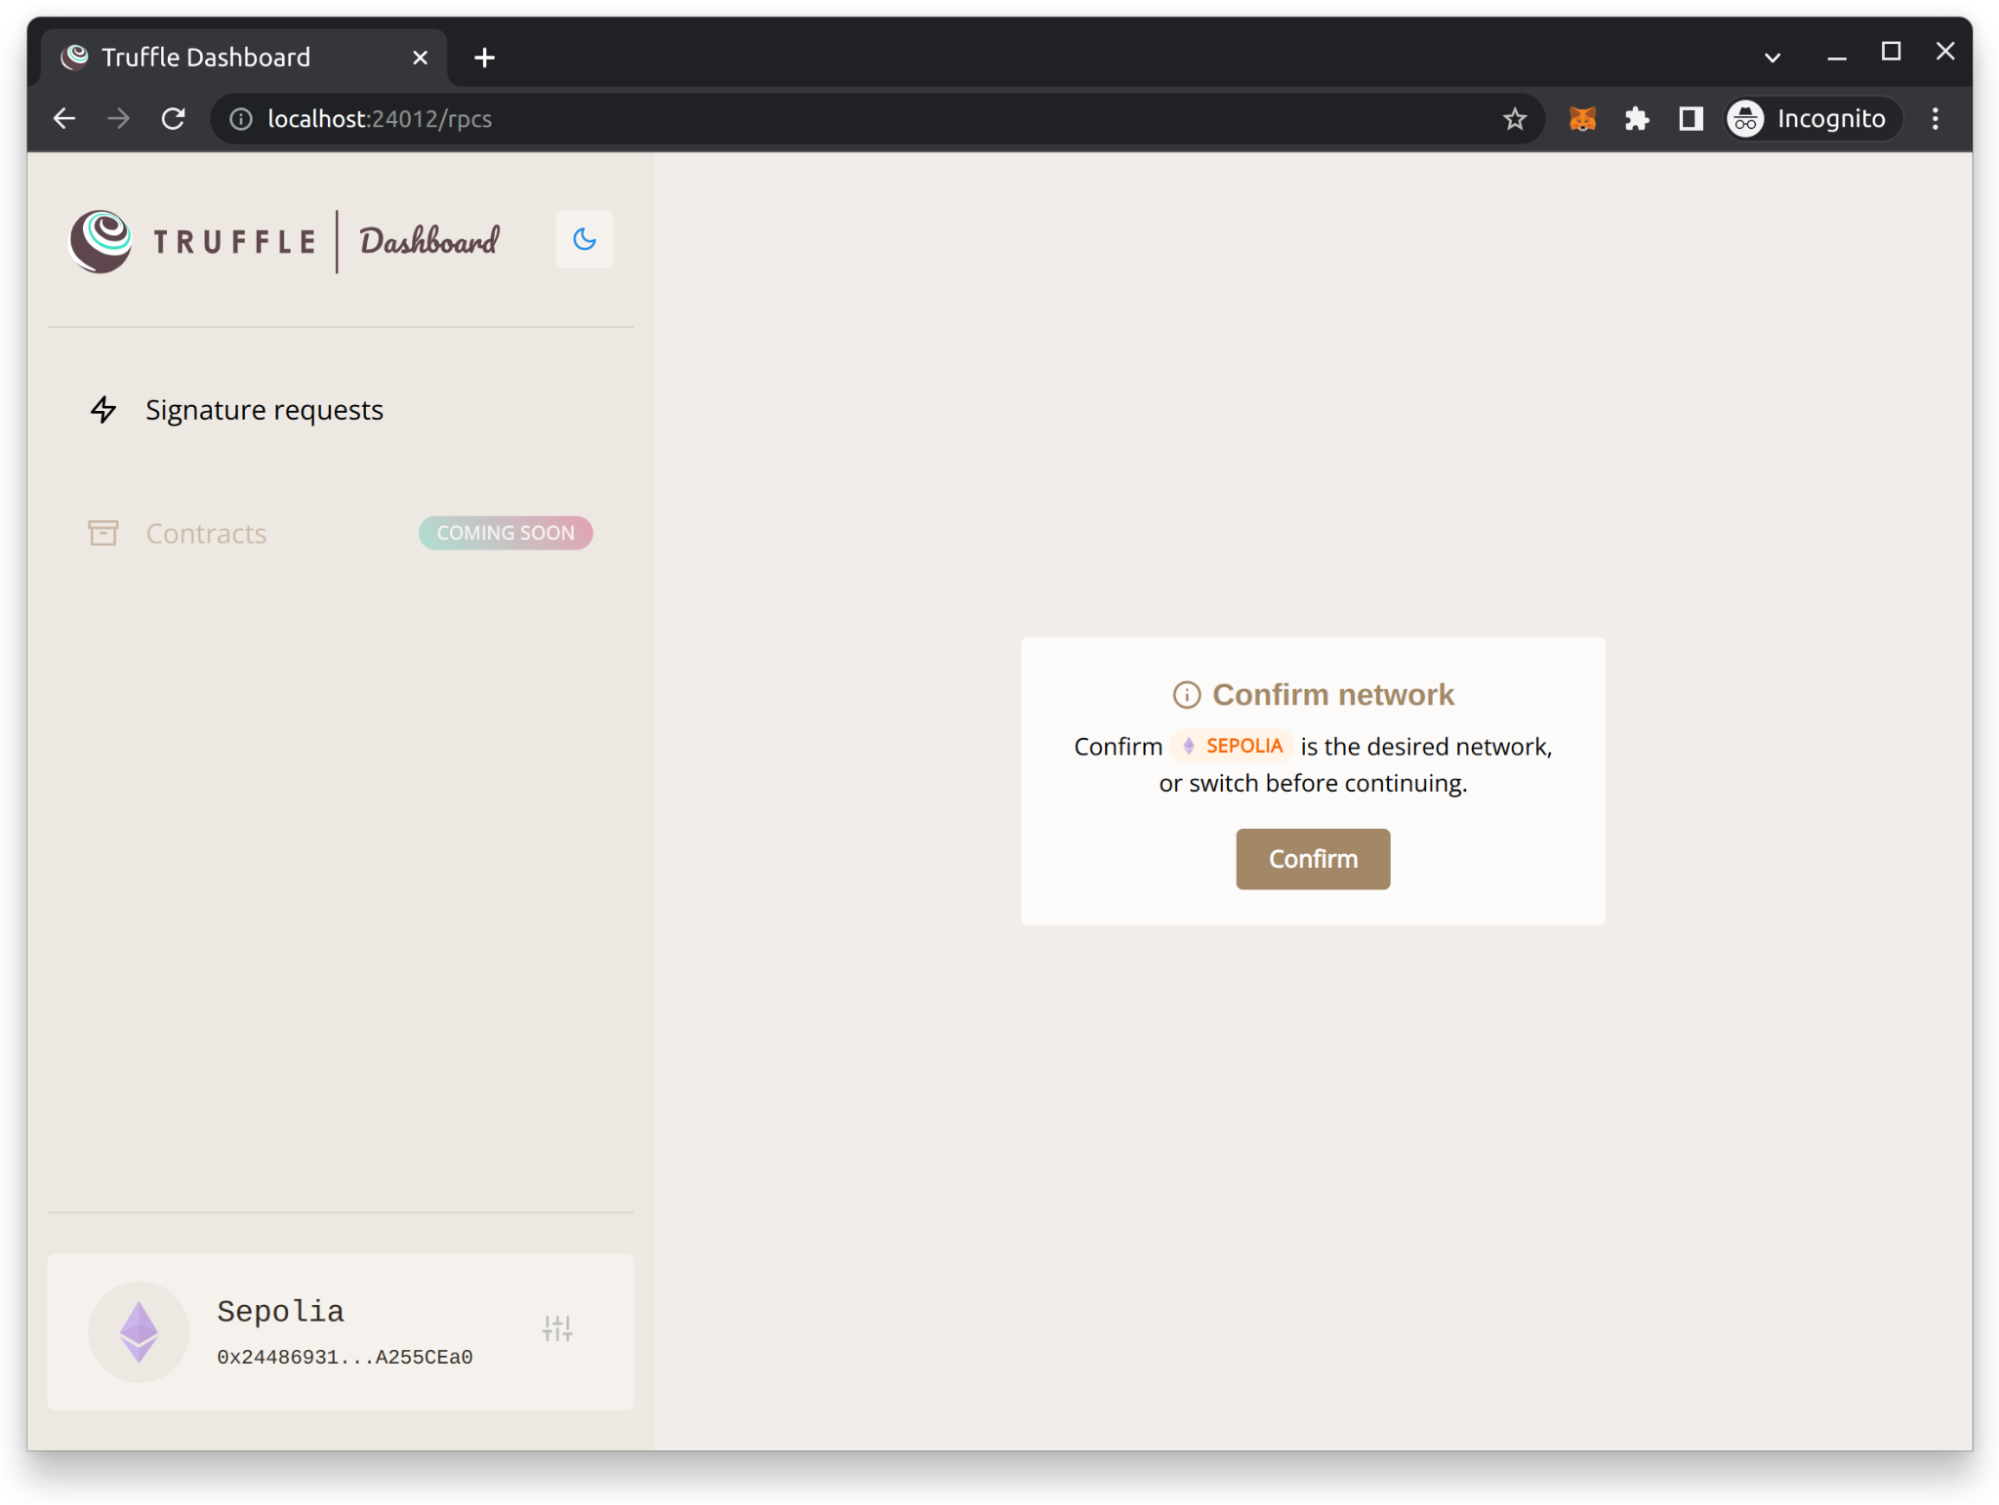 Truffle Dashboard
localhost:24012/rpcs
Incognito
TRUFFLE Dashboard
Signature requests
Contracts COMING SOON
Confirm network
Confirm SEPOLIA is the desired network,
or switch before continuing.
Confirm
Sepolia
0x24486931...A255CEa0